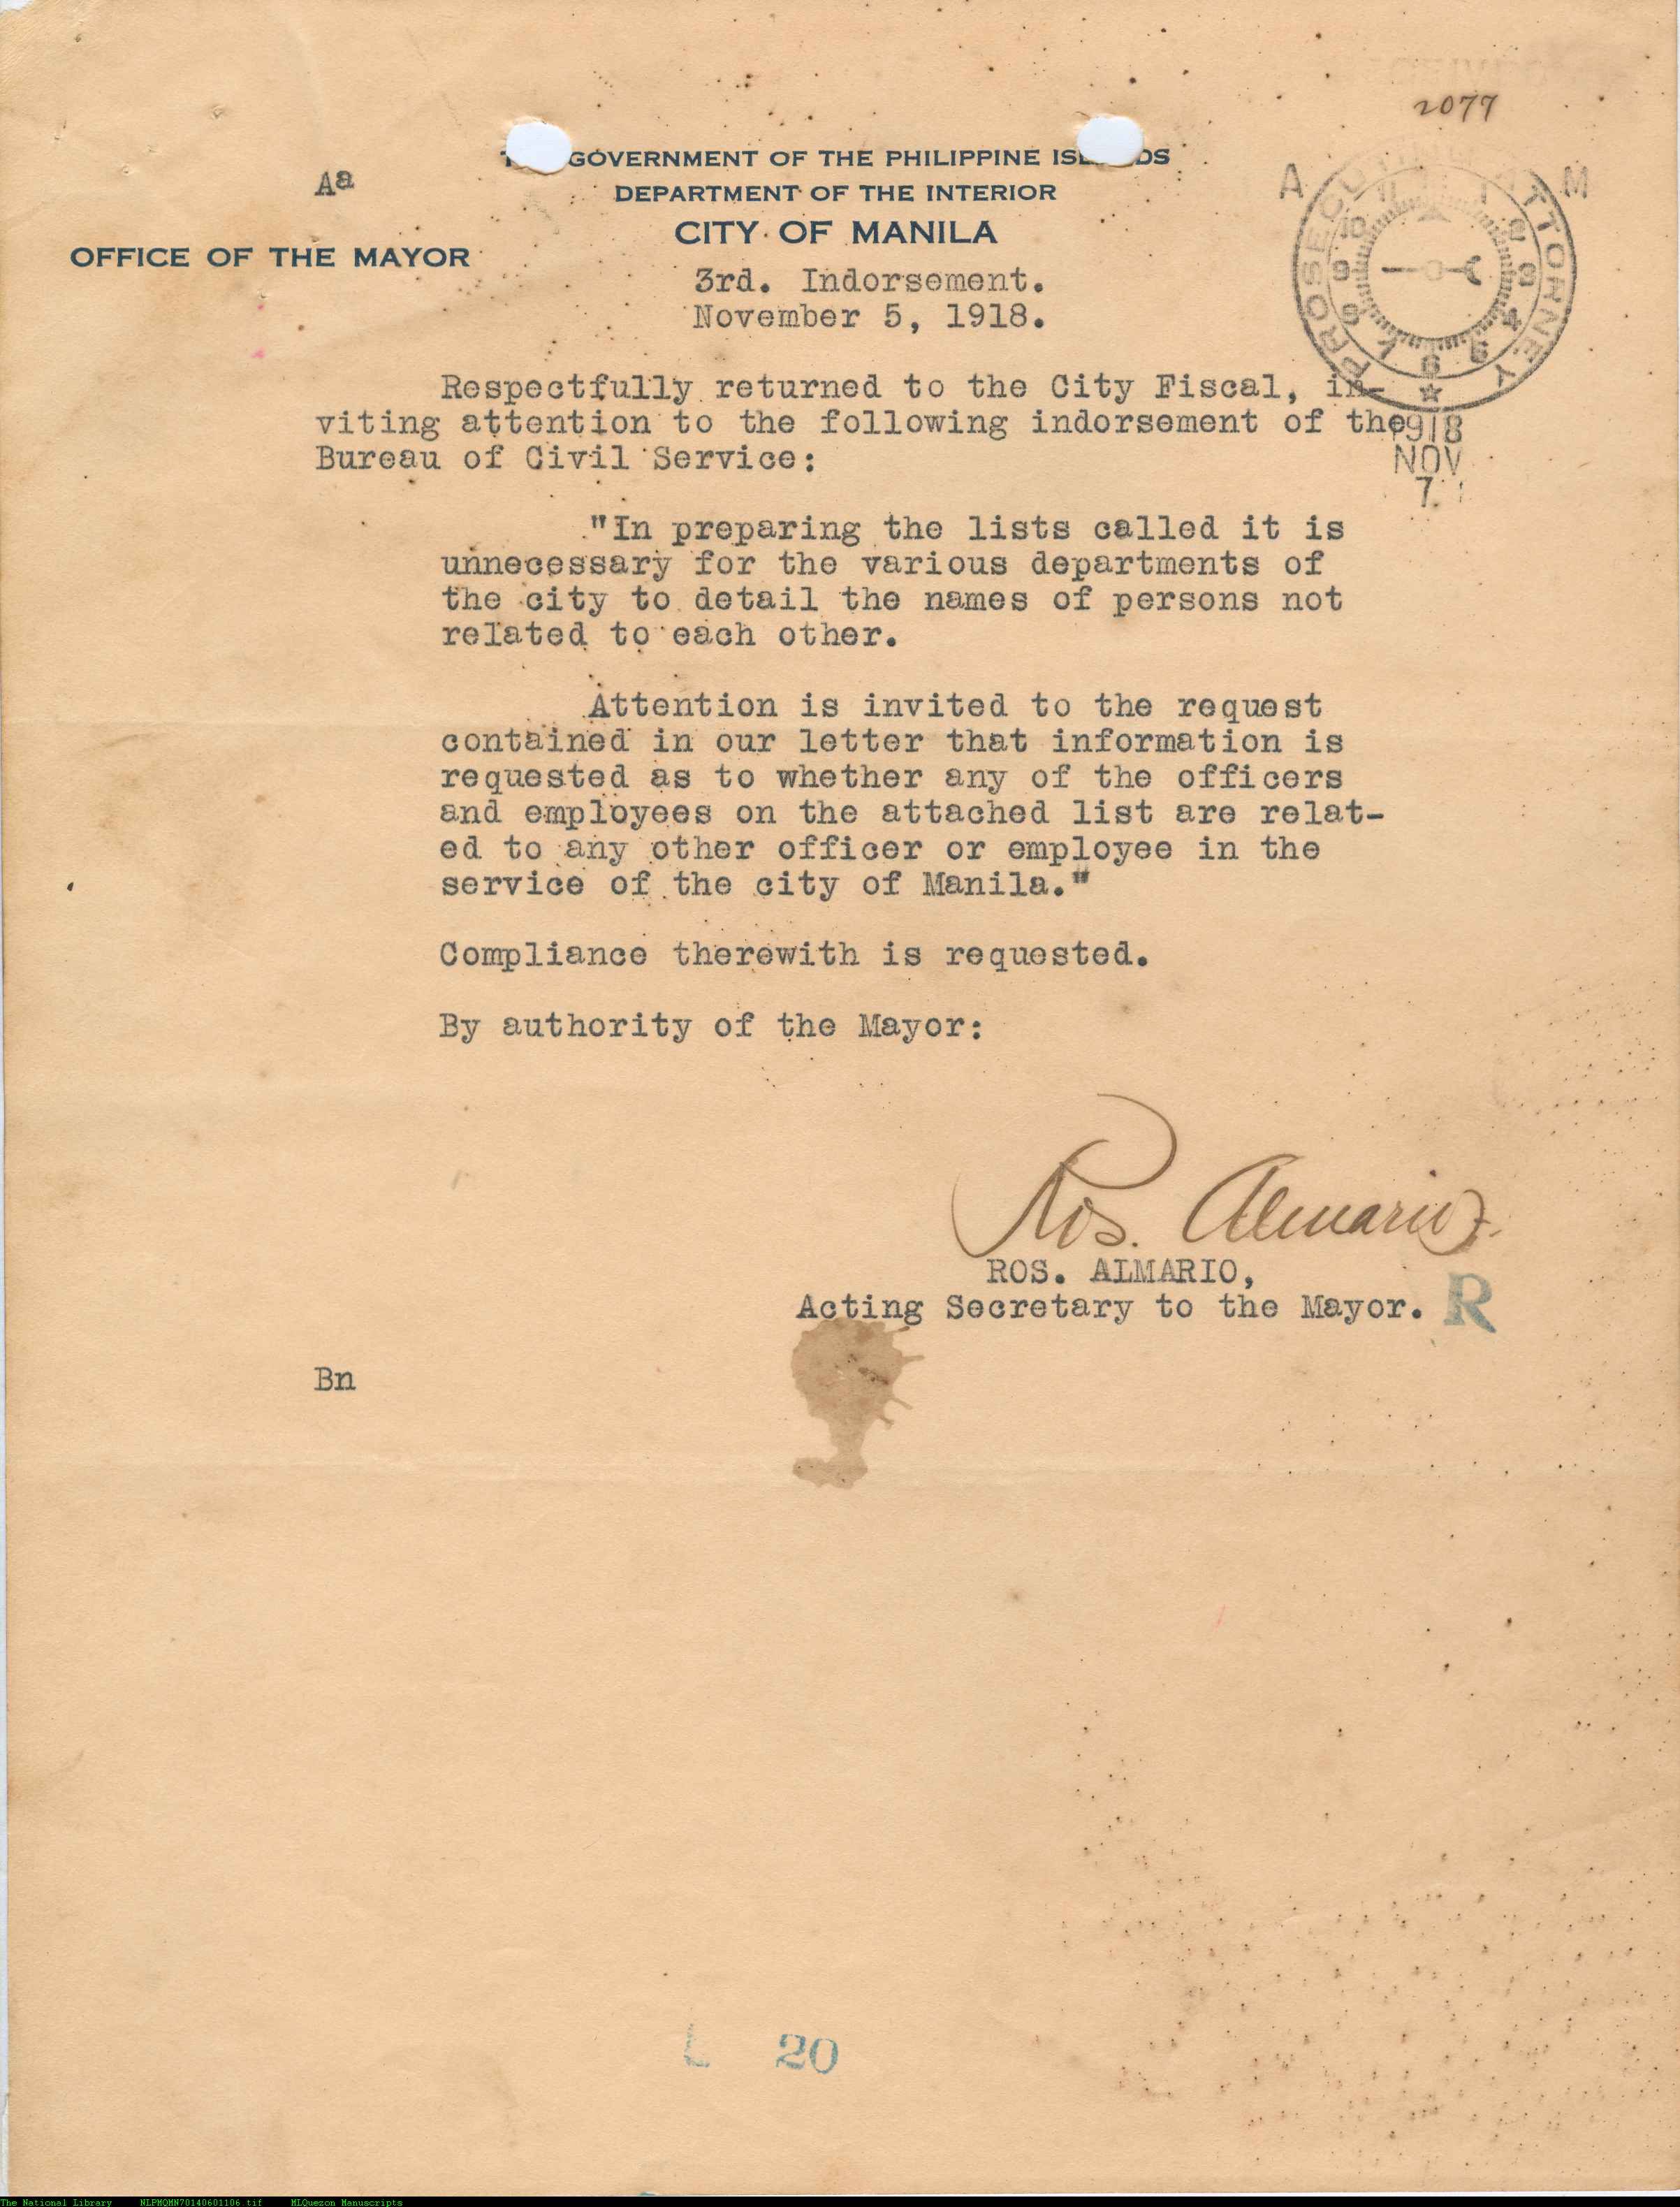 2077
GOVERNMENT OF THE PHILIPPINE
Aa
DEPARTMENT OF THE INTERIOR
CITY OF MANILA
OFFICE OF THE MAYOR
3rd. Indorsement.
November 5, 1918.
A M
PROSECUTING ATTORNEY
Respectfully returned to the City Fiscal, in-
viting attention to the following indorsement of the
Bureau of Civil Service:
1918
NOV
7
"In preparing the lists called it is
unnecessary for the various departments of
the city to detail the names of persons not
related to each other.
Attention is invited to the request
contained in our letter that information is
requested as to whether any of the officers
and employees on the attached list are relat-
ed to any other officer or employee in the
service of the city of Manila."
Compliance therewith is requested.
By authority of the Mayor:
Ros. Almario
ROS. ALMARIO,
Acting Secretary to the Mayor.
R
Bn
L 20
The National Library NLPMQMN70140601106 tif MLQuezon Manuscripts